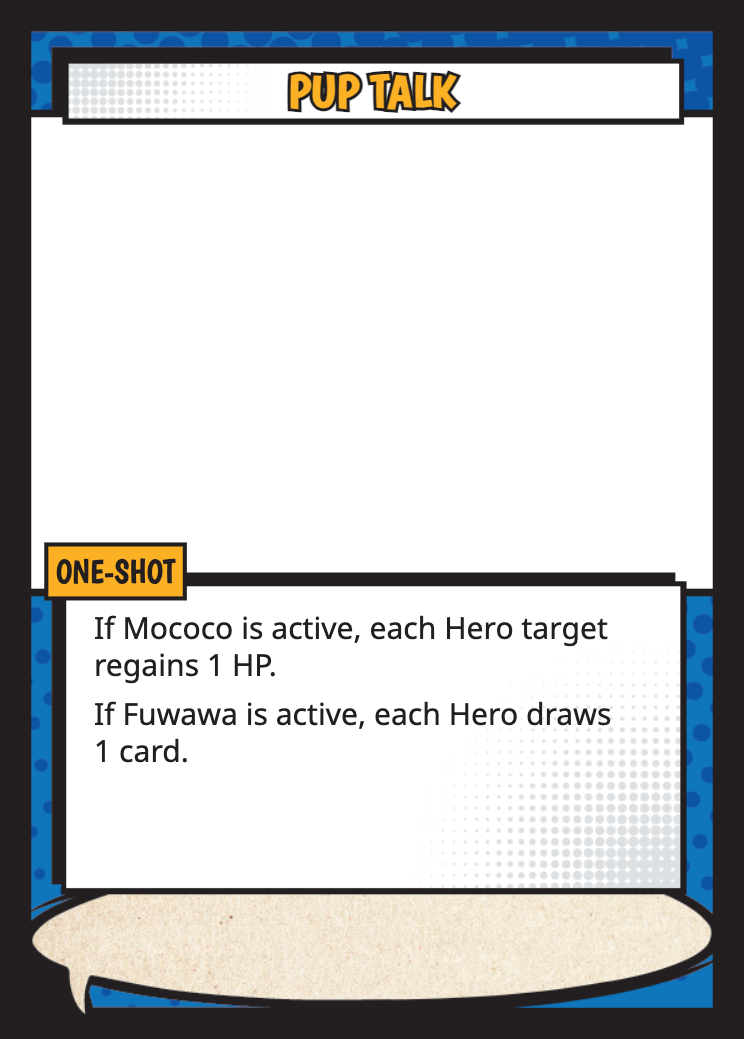 PUP TALK
ONE-SHOT
If Mococo is active, each Hero target
regains 1 HP.
If Fuwawa is active, each Hero draws
1 card.